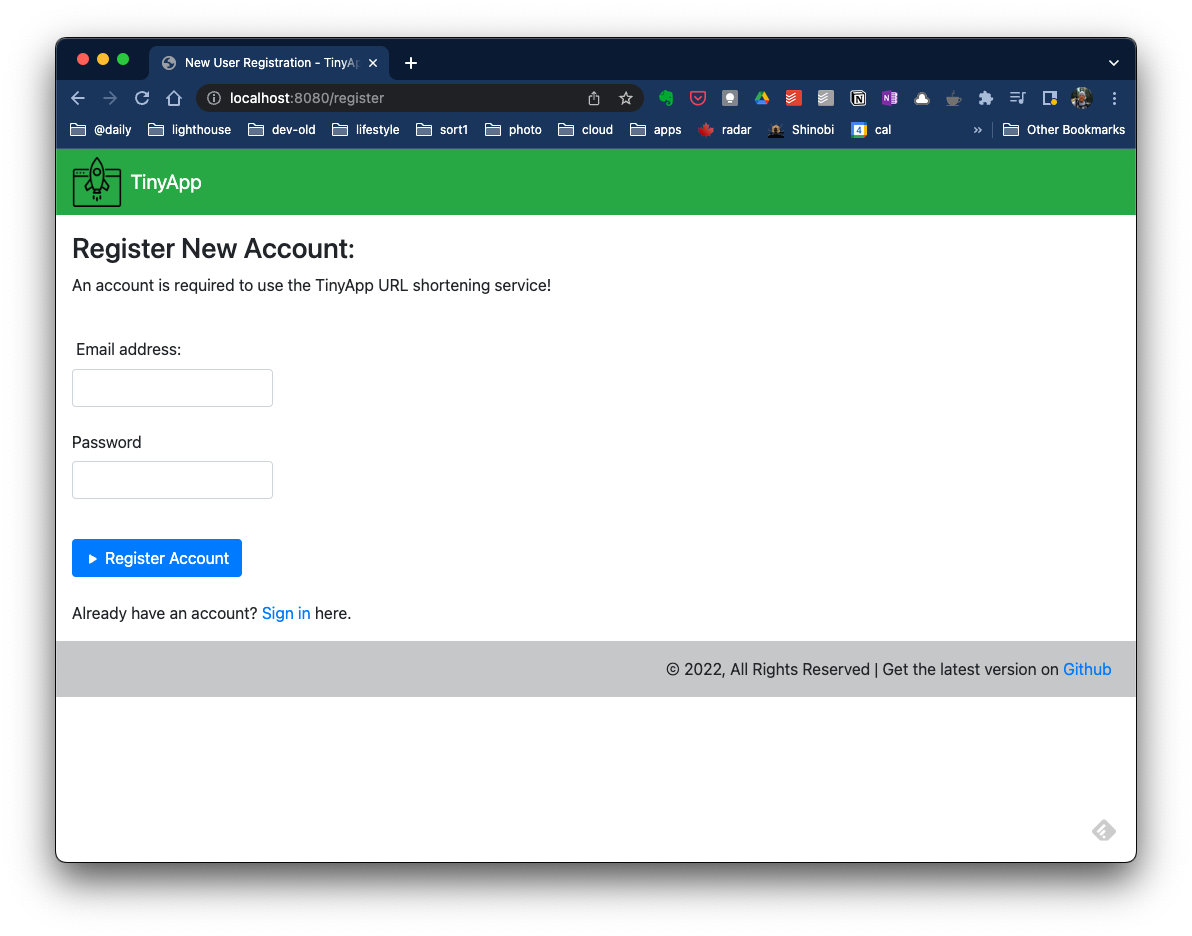 New User Registration - TinyAp
localhost:8080/register
@daily lighthouse dev-old lifestyle sort1 photo cloud apps radar Shinobi 4 cal » Other Bookmarks
TinyApp
Register New Account:
An account is required to use the TinyApp URL shortening service!
Email address:
Password
Register Account
Already have an account? Sign in here.
© 2022, All Rights Reserved | Get the latest version on Github